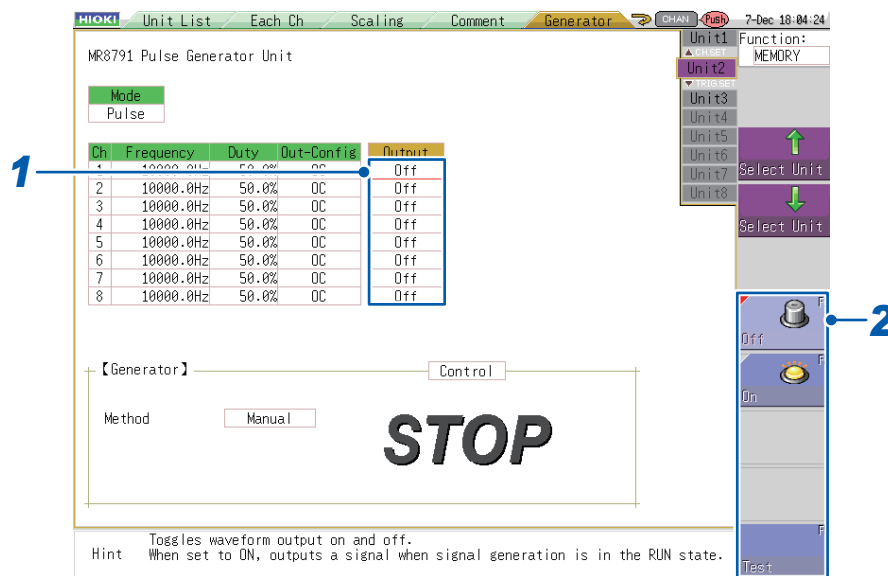 HIOKI Unit List Each Ch Scaling Comment Generator CHAN Push 7-Dec 18:04:24
Unit1 Function:
▲CH.SET MEMORY
MR8791 Pulse Generator Unit
Unit2
▼TRIG.SET
Mode
Unit3
Pulse
Unit4
Unit5
Ch Frequency Duty Out-Config Output
Unit6
1 10000.0Hz 50.0% Off
Unit7 Select Unit
2 10000.0Hz 50.0% OC Off
Unit8
3 10000.0Hz 50.0% OC Off
4 10000.0Hz 50.0% OC Off
Select Unit
5 10000.0Hz 50.0% OC Off
6 10000.0Hz 50.0% OC Off
7 10000.0Hz 50.0% OC Off
8 10000.0Hz 50.0% OC Off
1
2
F
Off
【Generator】 Control
F
On
Method Manual
STOP
Toggles waveform output on and off.
Hint When set to ON, outputs a signal when signal generation is in the RUN state.
F
Test